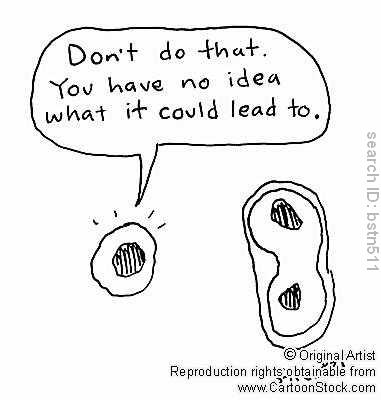 Don't do that.
You have no idea
what it could lead to.
search ID: bstn511
© Original Artist
Reproduction rights obtainable from
www.CartoonStock.com